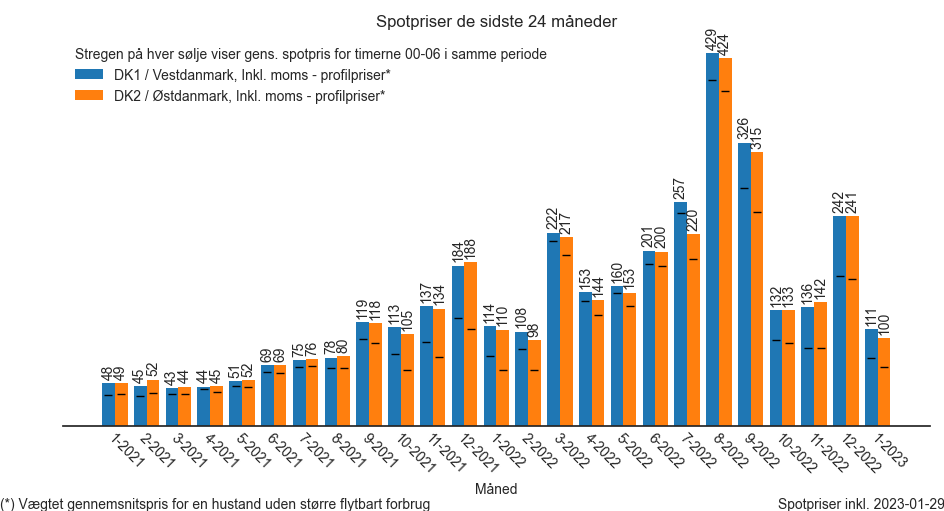 Spotpriser de sidste 24 måneder
Stregen på hver sølje viser gens. spotpris for timerne 00-06 i samme periode
DK1 / Vestdanmark, Inkl. moms - profilpriser*
DK2 / Østdanmark, Inkl. moms - profilpriser*
48 49 45 52 43 44 44 45 51 52 69 69 75 76 78 80 119 118 113 105 137 134 184 188 114 110 108 98 222 217 153 144 160 153 201 200 257 220 429 424 326 315 132 133 136 142 242 241 111 100
1-2021 2-2021 3-2021 4-2021 5-2021 6-2021 7-2021 8-2021 9-2021 10-2021 11-2021 12-2021 1-2022 2-2022 3-2022 4-2022 5-2022 6-2022 7-2022 8-2022 9-2022 10-2022 11-2022 12-2022 1-2023
Måned
(*) Vægtet gennemsnitspris for en hustand uden større flytbart forbrug
Spotpriser inkl. 2023-01-29